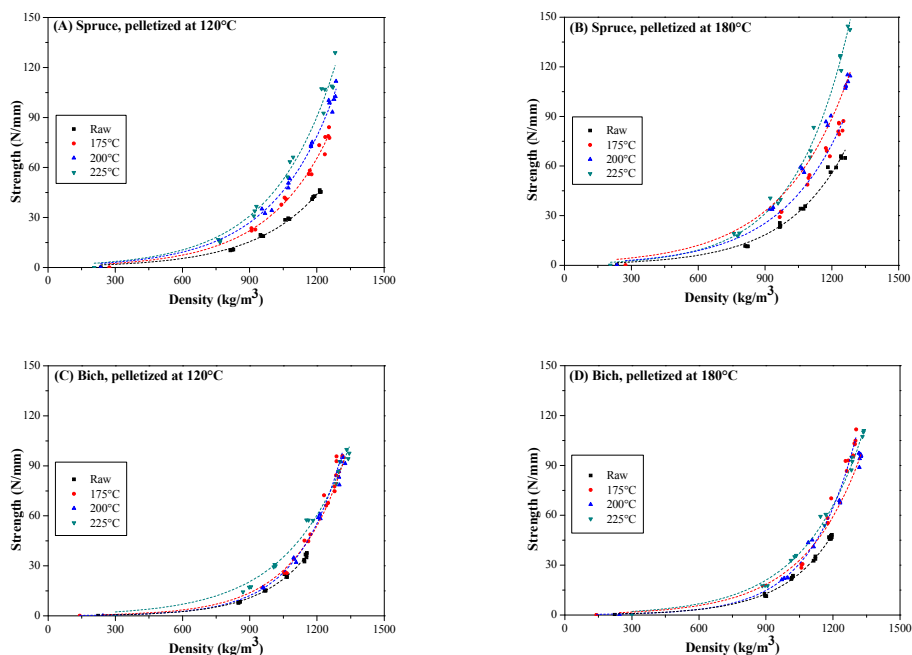 (A) Spruce, pelletized at 120°C
150
120
90
60
30
0
Strength (N/mm)
Raw
175°C
200°C
225°C
0 300 600 900 1200 1500
Density (kg/m3
)
(B) Spruce, pelletized at 180°C
150
120
90
60
30
0
Strength (N/mm)
Raw
175°C
200°C
225°C
0 300 600 900 1200 1500
Density (kg/m3
)
(C) Bich, pelletized at 120°C
150
120
90
60
30
0
Strength (N/mm)
Raw
175°C
200°C
225°C
0 300 600 900 1200 1500
Density (kg/m3
)
(D) Bich, pelletized at 180°C
150
120
90
60
30
0
Strength (N/mm)
Raw
175°C
200°C
225°C
0 300 600 900 1200 1500
Density (kg/m3
)